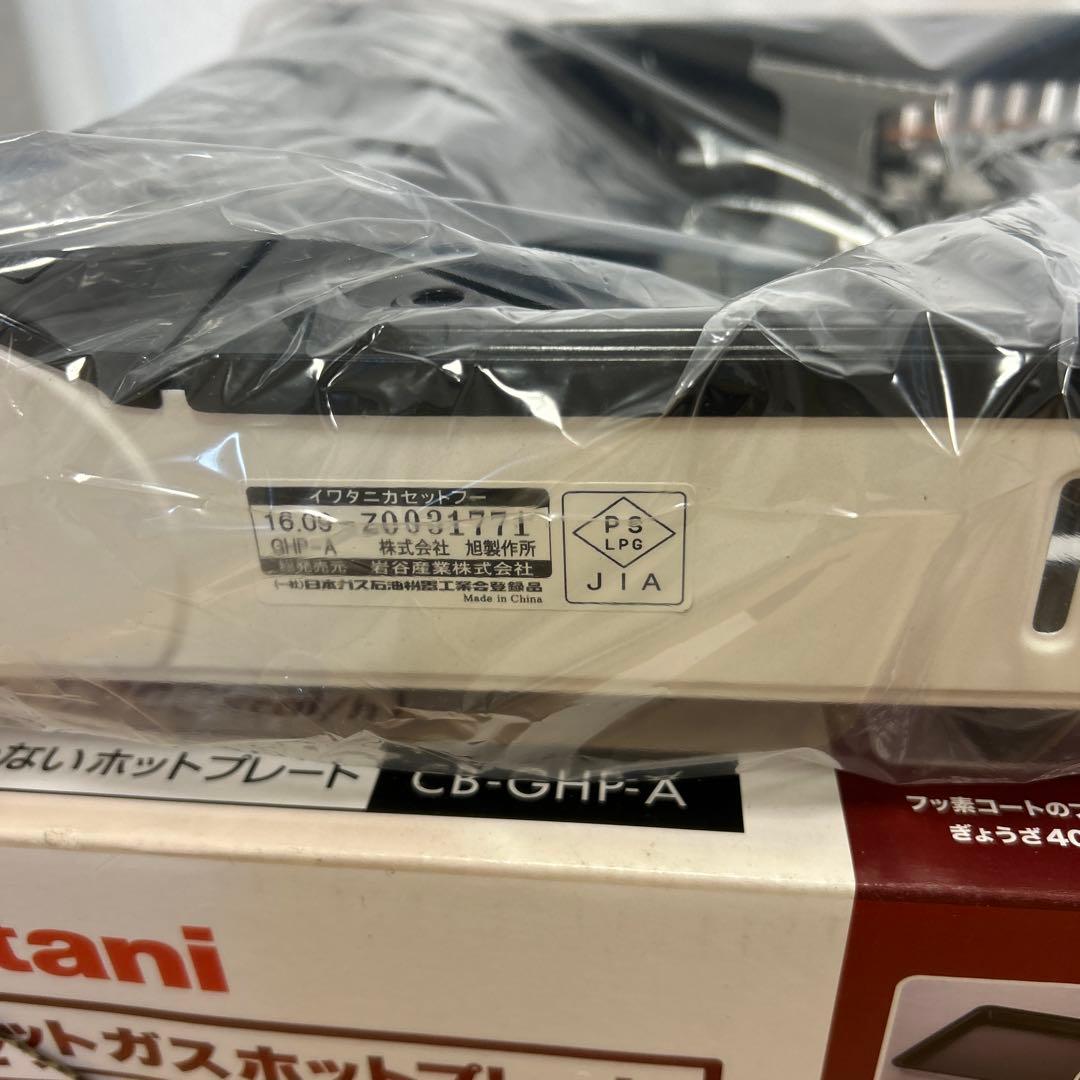 イワタニカセットフー
16.09 Z0031771
GHP-A 株式会社 旭製作所
総発売元 岩谷産業株式会社
(一社)日本ガス石油機器工業会登録品
Made in China
PS
LPG
JIA
ないホットプレート CB-GHP-A
フッ素コートの
ぎょうざ40
tani
セットガスホットプレート